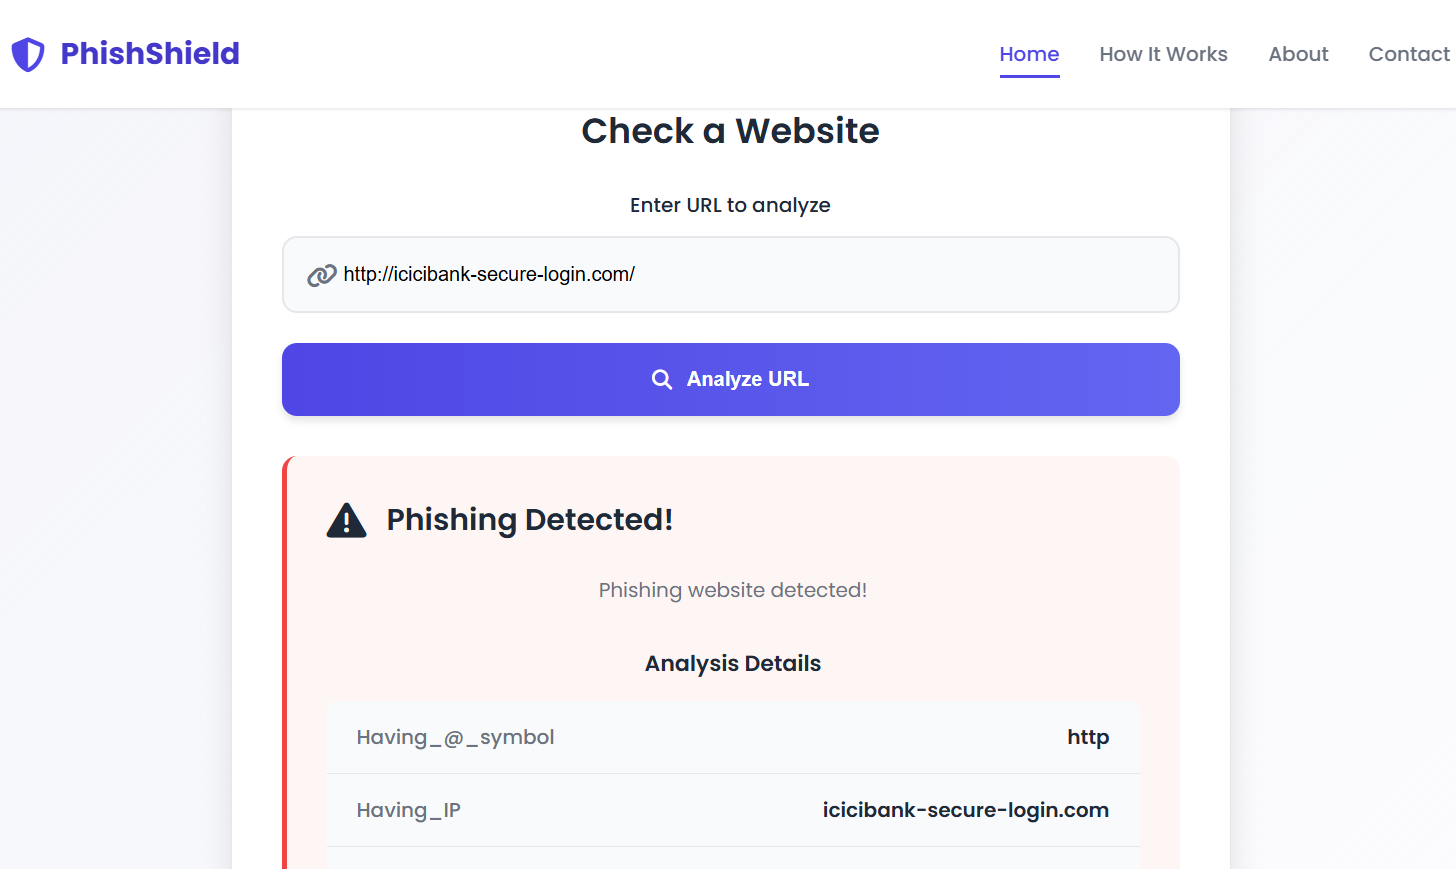 PhishShield
Home How It Works About Contact
Check a Website
Enter URL to analyze
http://icicibank-secure-login.com/
Analyze URL
Phishing Detected!
Phishing website detected!
Analysis Details
Having_@_symbol http
Having_IP icicibank-secure-login.com